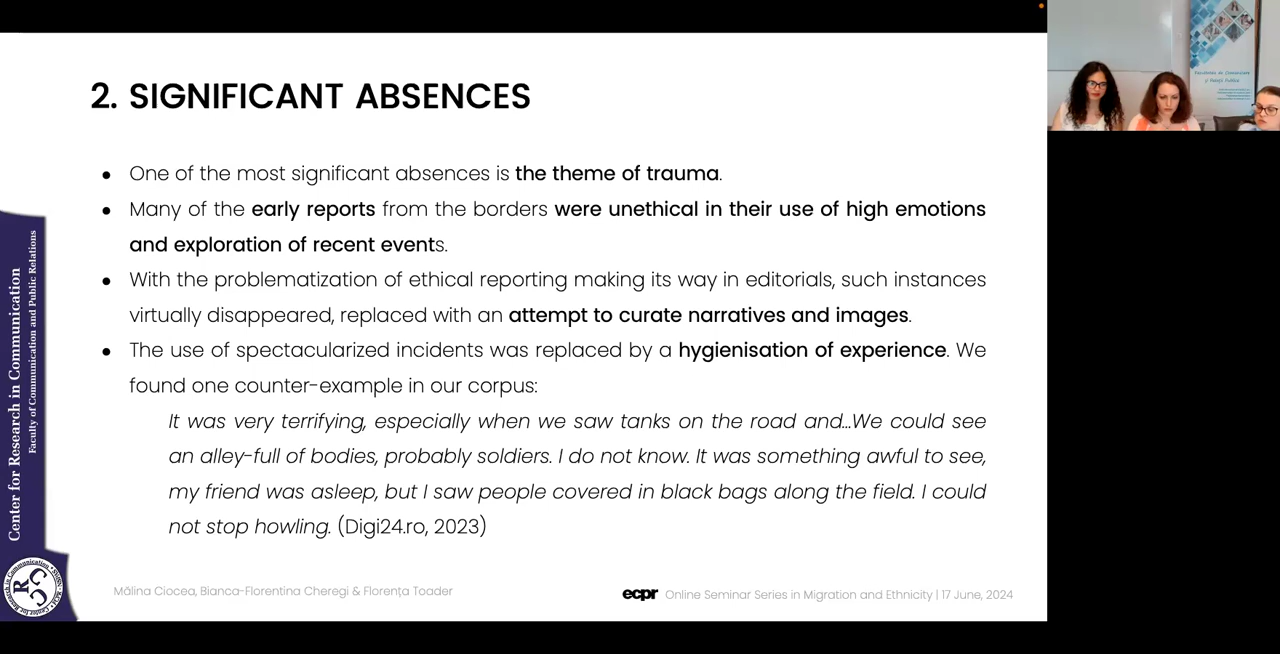 2. SIGNIFICANT ABSENCES
● One of the most significant absences is the theme of trauma.
● Many of the early reports from the borders were unethical in their use of high emotions
and exploration of recent events.
● With the problematization of ethical reporting making its way in editorials, such instances
virtually disappeared, replaced with an attempt to curate narratives and images.
● The use of spectacularized incidents was replaced by a hygienisation of experience. We
found one counter-example in our corpus:
It was very terrifying, especially when we saw tanks on the road and...We could see
an alley-full of bodies, probably soldiers. I do not know. It was something awful to see,
my friend was asleep, but I saw people covered in black bags along the field. I could
not stop howling. (Digi24.ro, 2023)
Center for Research in Communication
Faculty of Communication and Public Relations
Mălina Ciocea, Bianca-Florentina Cheregi & Florența Toader
ecpr Online Seminar Series in Migration and Ethnicity | 17 June, 2024
Facultatea de Comunicare
și Relații Publice